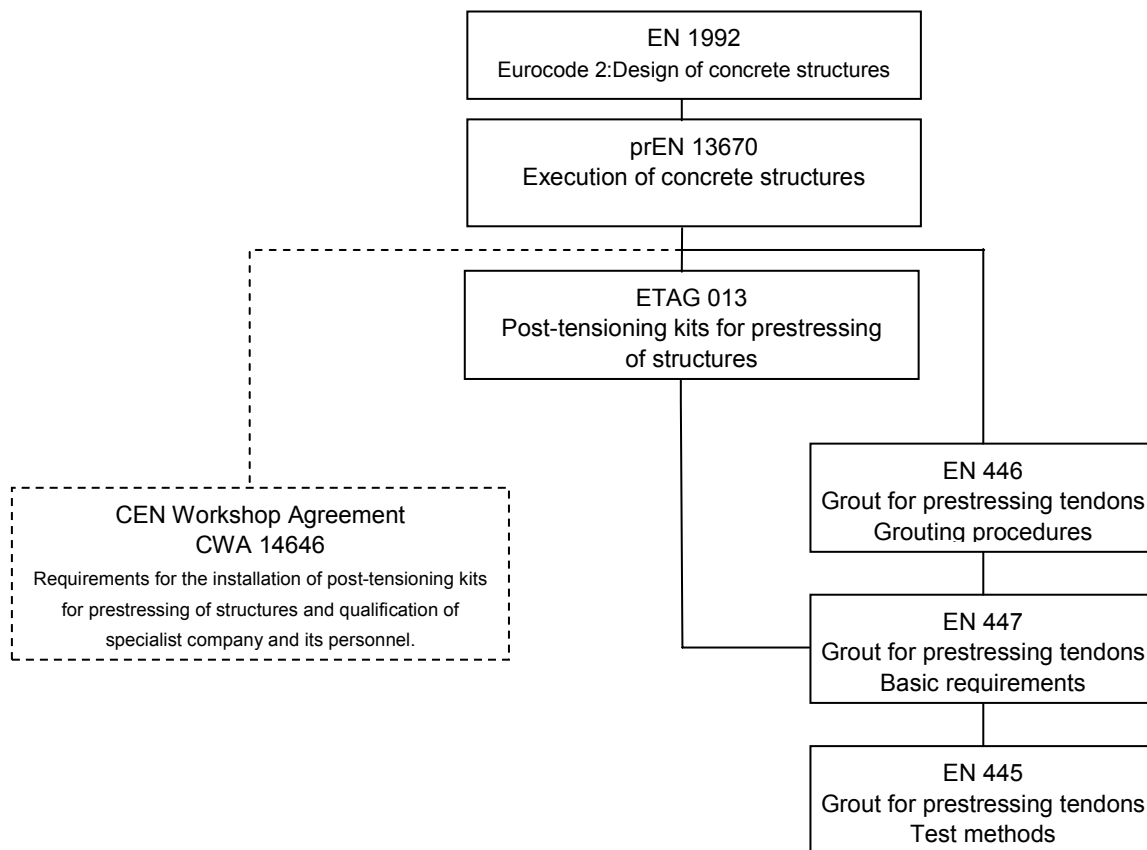 EN 1992
Eurocode 2:Design of concrete structures
prEN 13670
Execution of concrete structures
ETAG 013
Post-tensioning kits for prestressing
of structures
EN 446
Grout for prestressing tendons
Grouting procedures
CEN Workshop Agreement
CWA 14646
Requirements for the installation of post-tensioning kits
for prestressing of structures and qualification of
specialist company and its personnel.
EN 447
Grout for prestressing tendons
Basic requirements
EN 445
Grout for prestressing tendons
Test methods